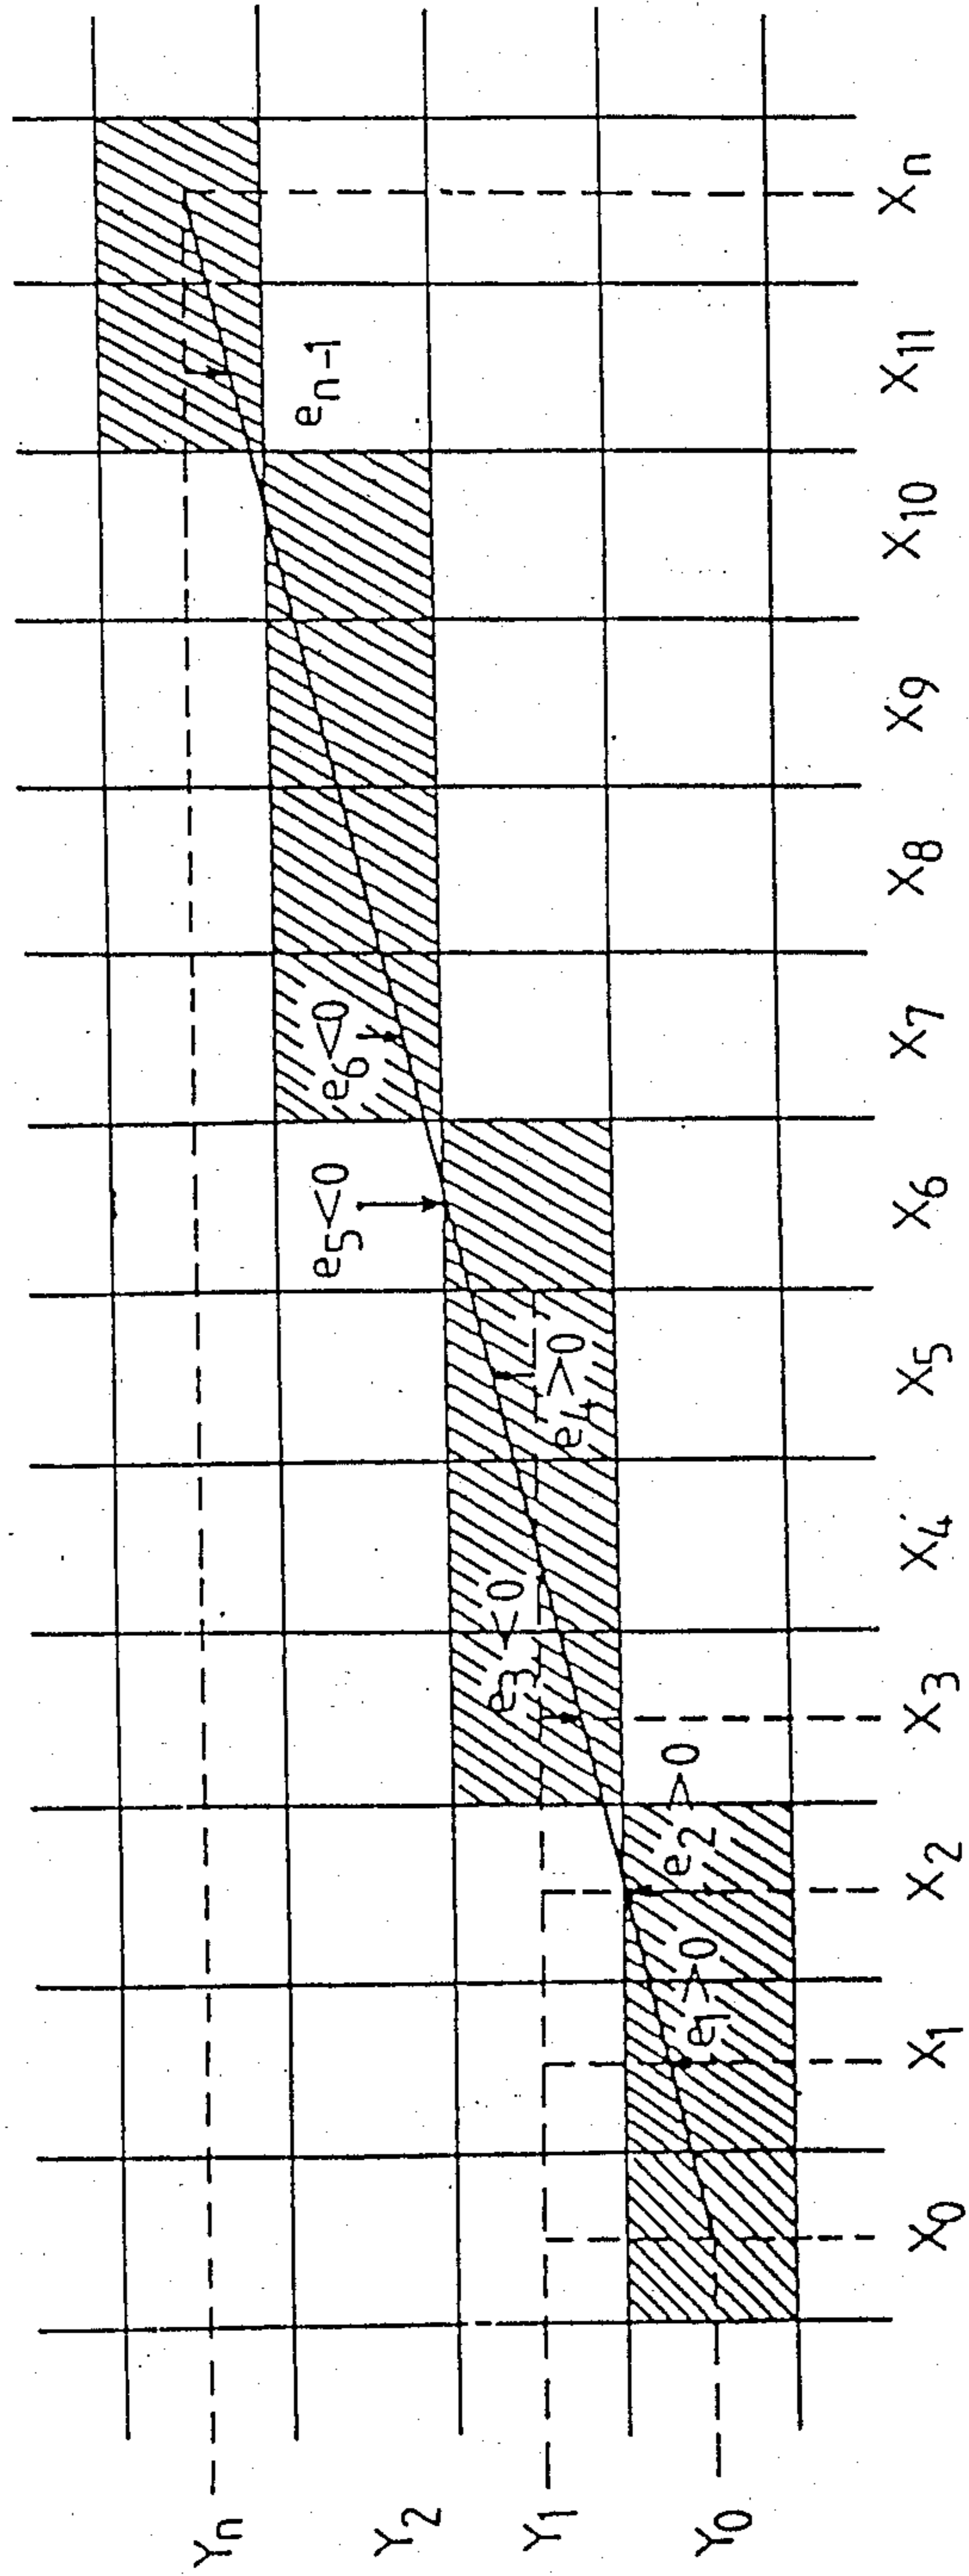 Yₙ
Y₂
Y₁
Y₀
eₙ₋₁
e₅<0
e₆<0
e₃<0
e₄>0
e₂>0
e₁>0
X₀ X₁ X₂ X₃ X₄ X₅ X₆ X₇ X₈ X₉ X₁₀ X₁₁ Xₙ